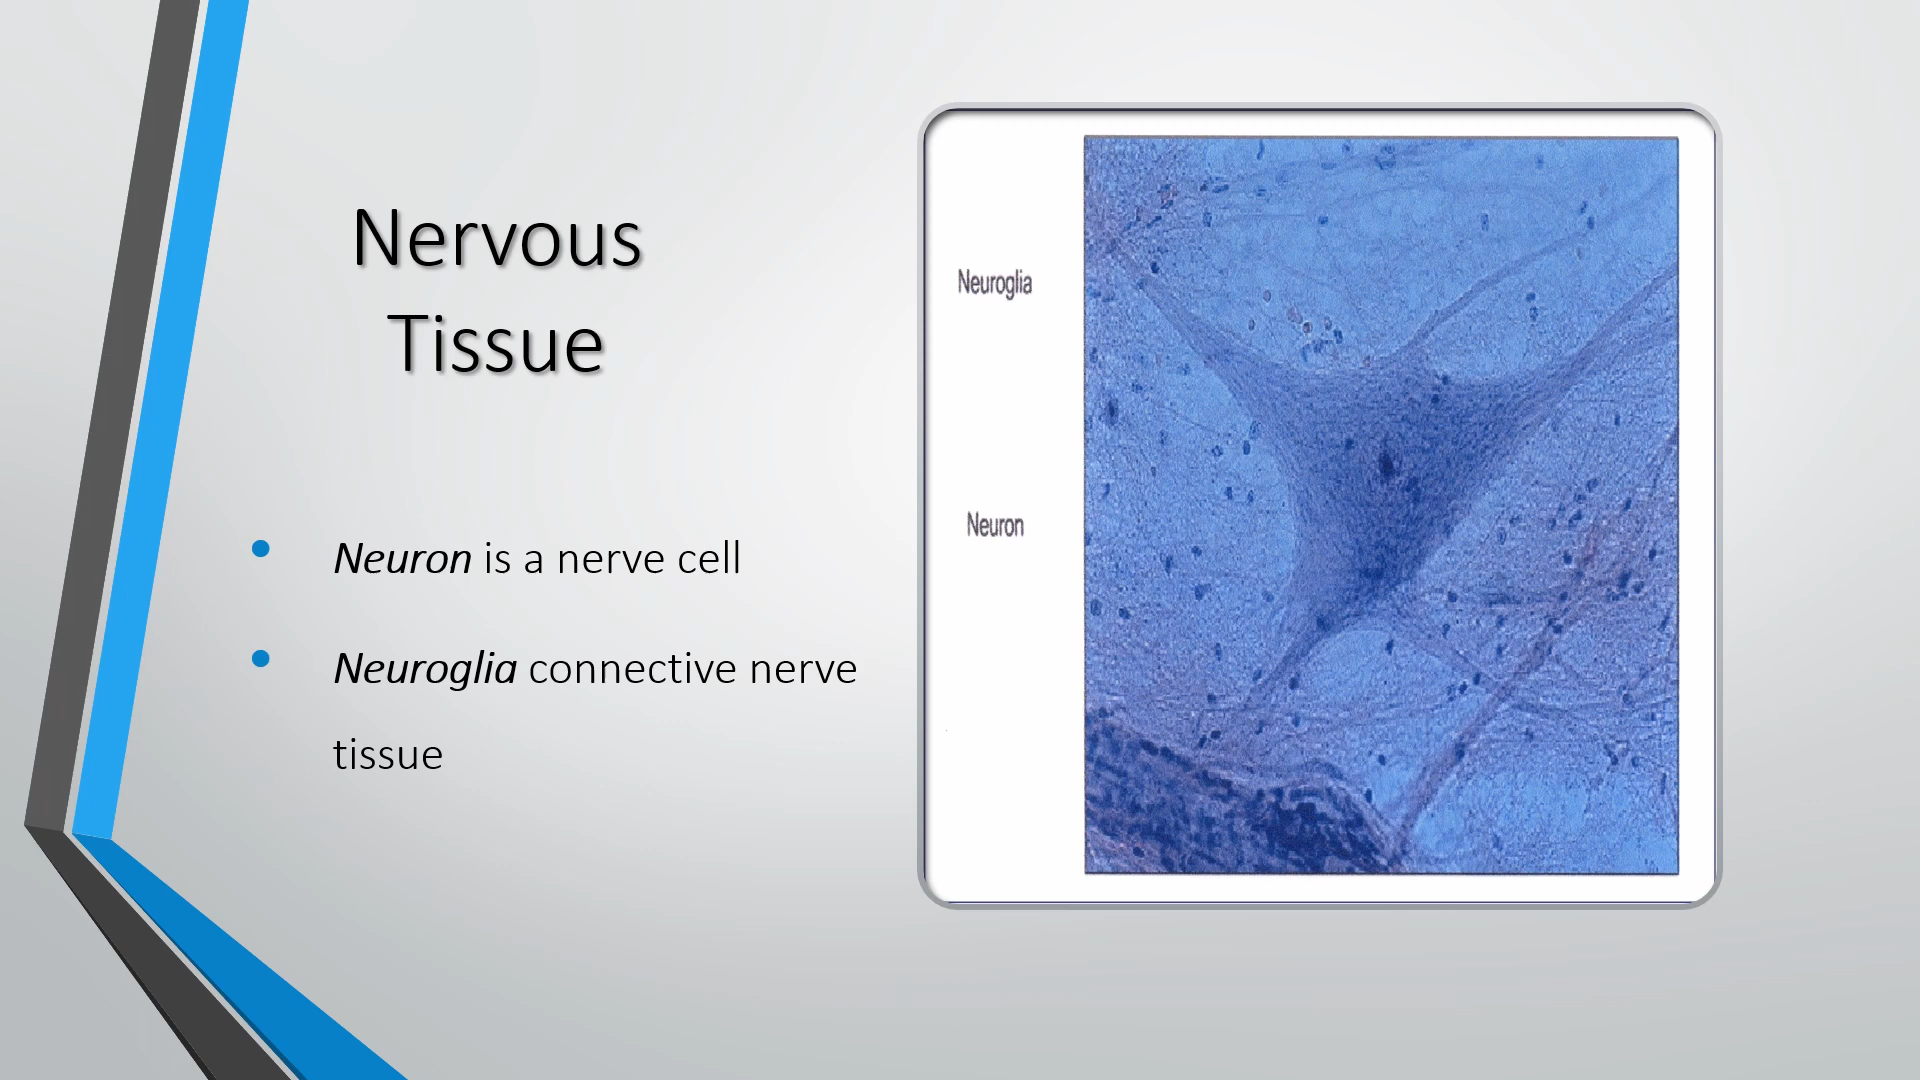 Nervous
Tissue
• Neuron is a nerve cell
• Neuroglia connective nerve
tissue
Neuroglia
Neuron